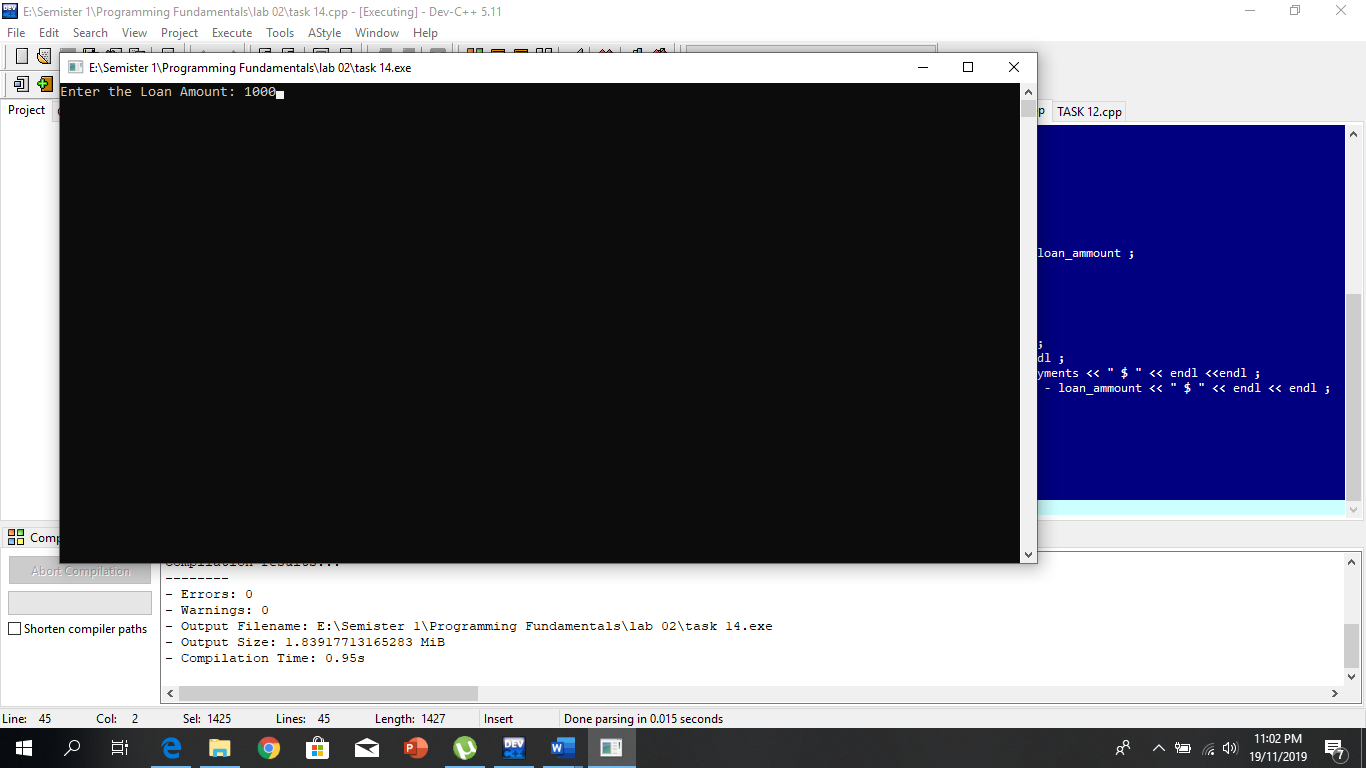 E:\Semister 1\Programming Fundamentals\lab 02\task 14.cpp - [Executing] - Dev-C++ 5.11
File Edit Search View Project Execute Tools AStyle Window Help
E:\Semister 1\Programming Fundamentals\lab 02\task 14.exe
Enter the Loan Amount: 1000
Project
p TASK 12.cpp
loan_ammount ;
;
dl ;
yments << " $ " << endl <<endl ;
- loan_ammount << " $ " << endl << endl ;
Comp
Abort Compilation
Shorten compiler paths
Compilation results...
--------
- Errors: 0
- Warnings: 0
- Output Filename: E:\Semister 1\Programming Fundamentals\lab 02\task 14.exe
- Output Size: 1.83917713165283 MiB
- Compilation Time: 0.95s
Line: 45 Col: 2 Sel: 1425 Lines: 45 Length: 1427 Insert Done parsing in 0.015 seconds
DEV
11:02 PM
19/11/2019
7